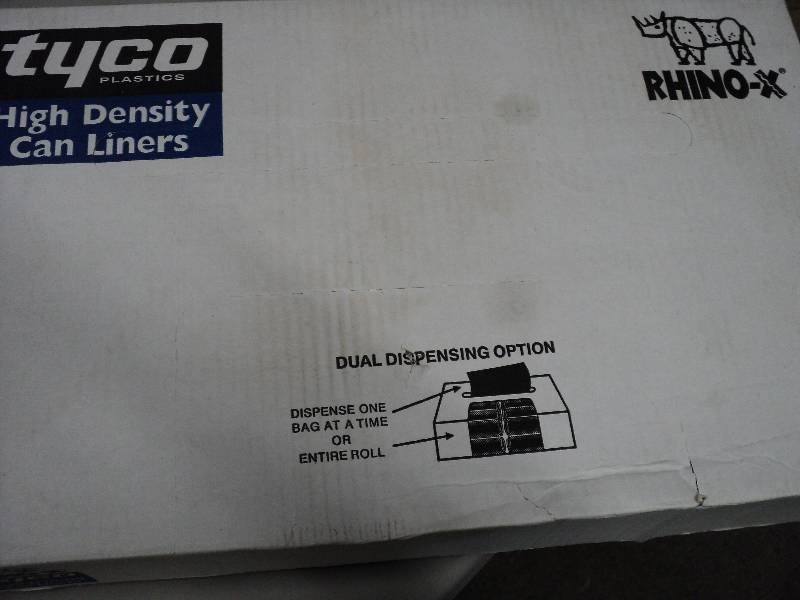 tyco
PLASTICS
High Density
Can Liners
RHINO-X®
DUAL DISPENSING OPTION
DISPENSE ONE
BAG AT A TIME
OR
ENTIRE ROLL